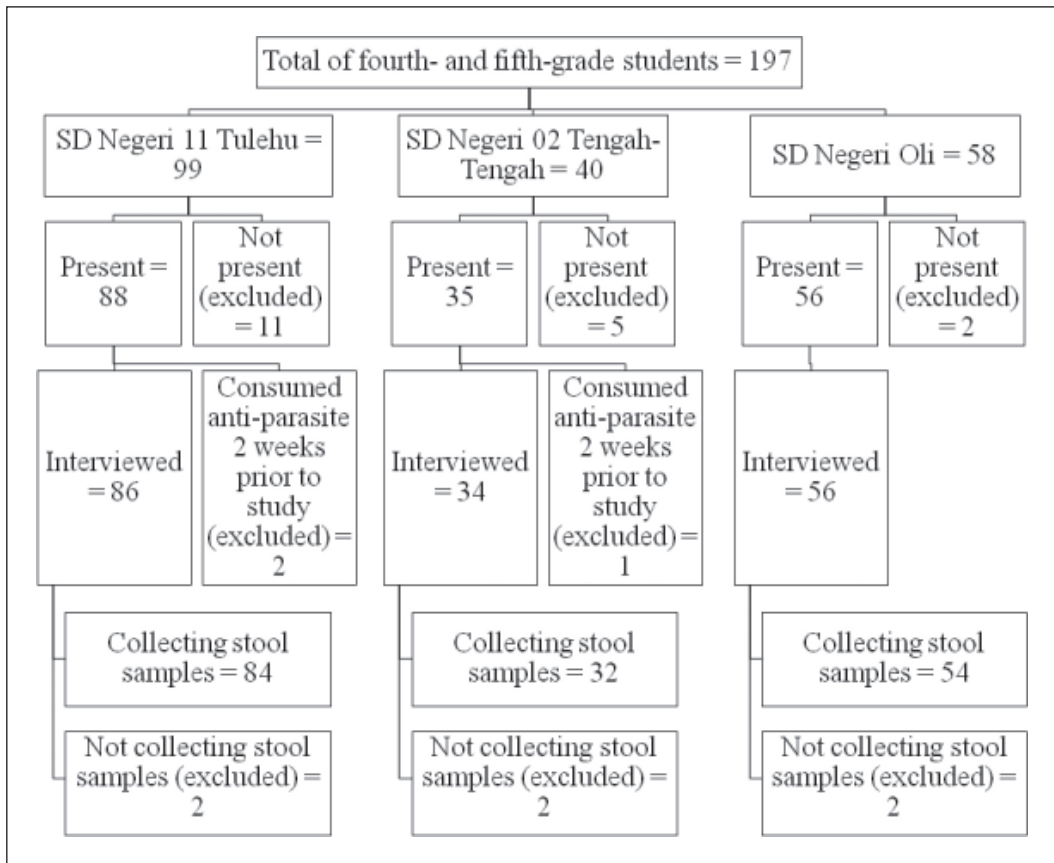 Total of fourth- and fifth-grade students = 197
SD Negeri 11 Tulehu =
99
SD Negeri 02 Tengah-
Tengah = 40
SD Negeri Oli = 58
Present =
88
Not
present
(excluded)
= 11
Present =
35
Not
present
(excluded)
= 5
Present =
56
Not
present
(excluded)
= 2
Interviewed
= 86
Consumed
anti-parasite
2 weeks
prior to
study
(excluded) =
2
Interviewed
= 34
Consumed
anti-parasite
2 weeks
prior to
study
(excluded) =
1
Interviewed
= 56
Collecting stool
samples = 84
Collecting stool
samples = 32
Collecting stool
samples = 54
Not collecting stool
samples (excluded) =
2
Not collecting stool
samples (excluded) =
2
Not collecting stool
samples (excluded) =
2